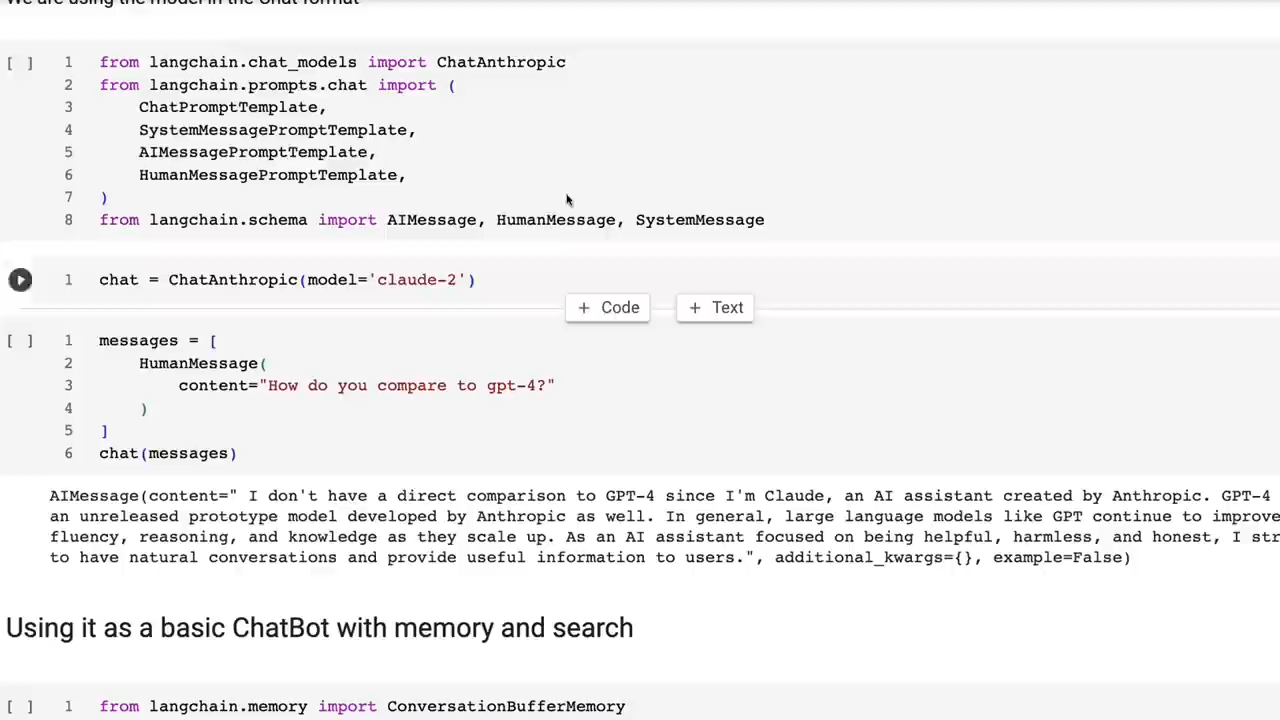 We are using the model in the Chat format
[ ] 1 from langchain.chat_models import ChatAnthropic
2 from langchain.prompts.chat import (
3 ChatPromptTemplate,
4 SystemMessagePromptTemplate,
5 AIMessagePromptTemplate,
6 HumanMessagePromptTemplate,
7 )
8 from langchain.schema import AIMessage, HumanMessage, SystemMessage
1 chat = ChatAnthropic(model='claude-2')
+ Code + Text
[ ] 1 messages = [
2 HumanMessage(
3 content="How do you compare to gpt-4?"
4 )
5 ]
6 chat(messages)
AIMessage(content=" I don't have a direct comparison to GPT-4 since I'm Claude, an AI assistant created by Anthropic. GPT-4
an unreleased prototype model developed by Anthropic as well. In general, large language models like GPT continue to improve
fluency, reasoning, and knowledge as they scale up. As an AI assistant focused on being helpful, harmless, and honest, I str
to have natural conversations and provide useful information to users.", additional_kwargs={}, example=False)
Using it as a basic ChatBot with memory and search
[ ] 1 from langchain.memory import ConversationBufferMemory